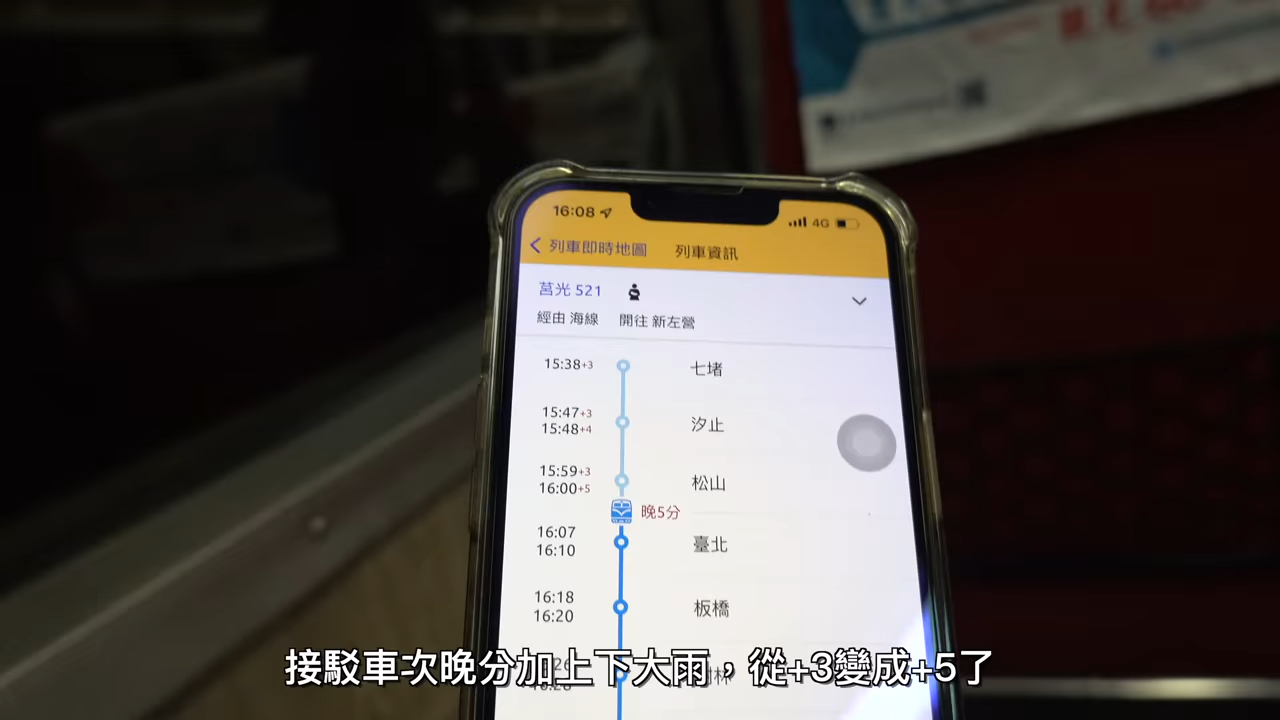 16:08
4G
列車即時地圖 列車資訊
莒光 521
經由 海線 開往 新左營
15:38+3 七堵
15:47+3
15:48+4
汐止
15:59+3
16:00+5
松山
晚5分
16:07
16:10
臺北
16:18
16:20
板橋
接駁車次晚分加上下大雨，從+3變成+5了